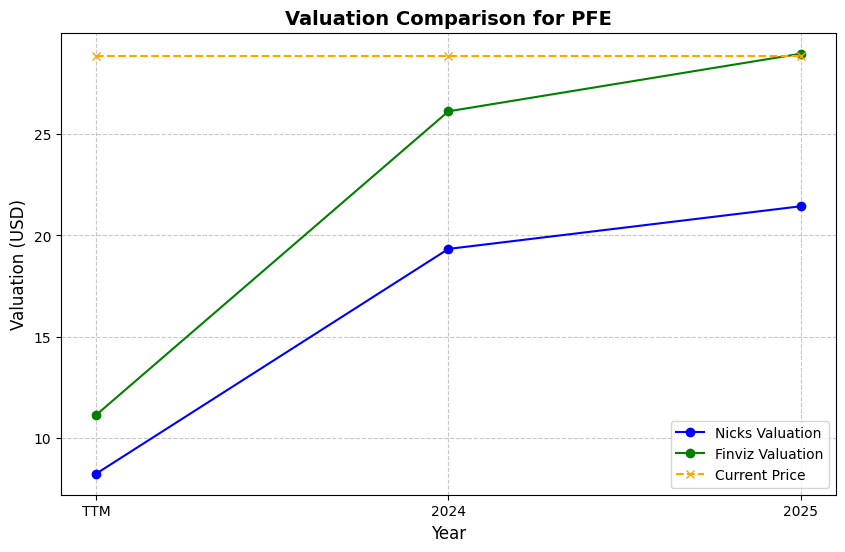 Valuation Comparison for PFE
Valuation (USD)
25
20
15
10
TTM
2024
2025
Year
Nicks Valuation
Finviz Valuation
Current Price